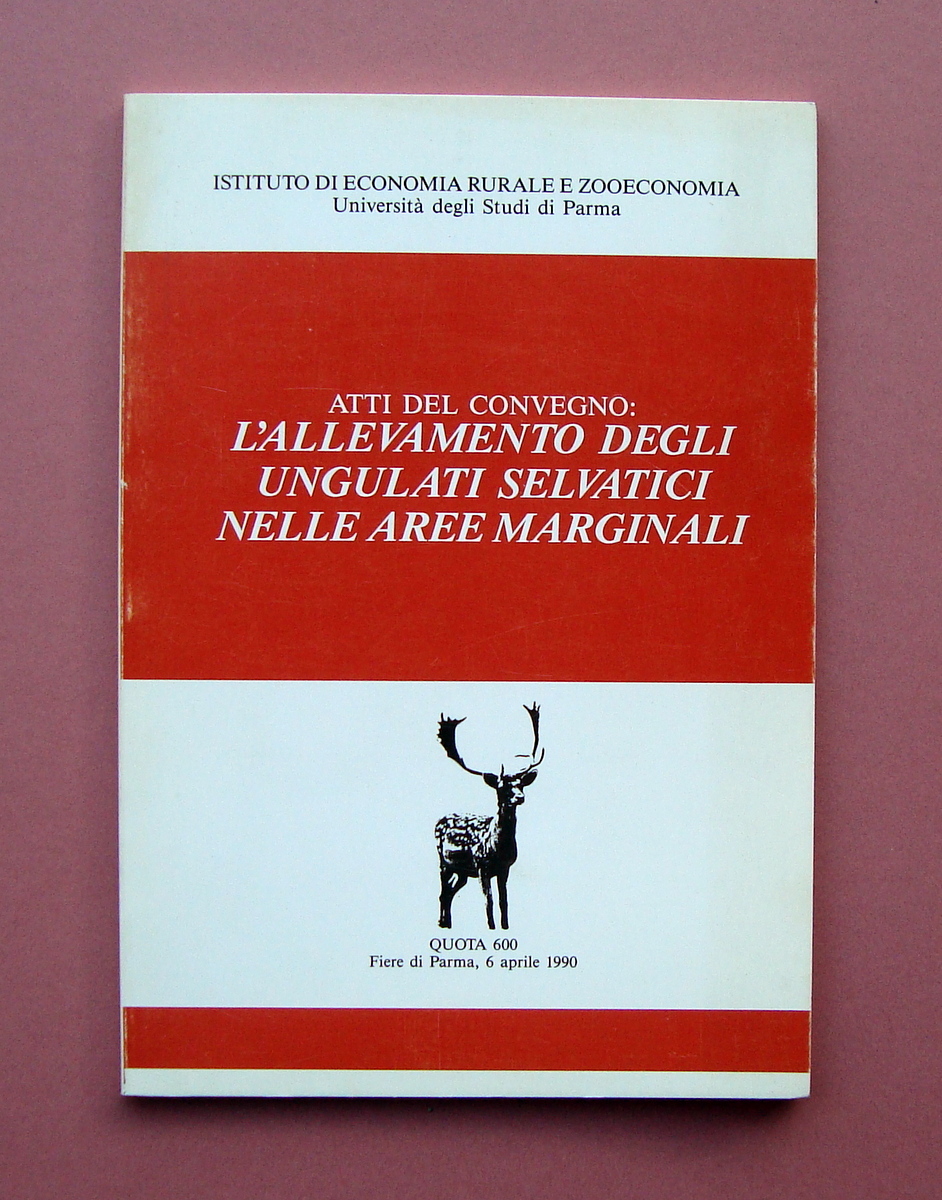 ISTITUTO DI ECONOMIA RURALE E ZOOECONOMIA
Università degli Studi di Parma
ATTI DEL CONVEGNO:
L'ALLEVAMENTO DEGLI
UNGULATI SELVATICI
NELLE AREE MARGINALI
QUOTA 600
Fiere di Parma, 6 aprile 1990